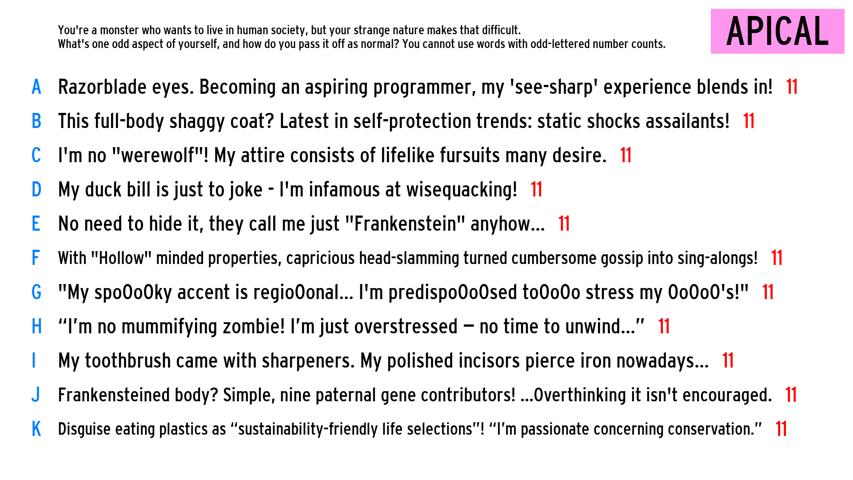 You're a monster who wants to live in human society, but your strange nature makes that difficult.
What's one odd aspect of yourself, and how do you pass it off as normal? You cannot use words with odd-lettered number counts.
APICAL
A Razorblade eyes. Becoming an aspiring programmer, my 'see-sharp' experience blends in! 11
B This full-body shaggy coat? Latest in self-protection trends: static shocks assailants! 11
C I'm no "werewolf"! My attire consists of lifelike fursuits many desire. 11
D My duck bill is just to joke - I'm infamous at wisequacking! 11
E No need to hide it, they call me just "Frankenstein" anyhow... 11
F With "Hollow" minded properties, capricious head-slamming turned cumbersome gossip into sing-alongs! 11
G "My spoOoOky accent is regioOonal... I'm predispoOoOsed toOoOo stress my OoOoO's!" 11
H “I’m no mummifying zombie! I’m just overstressed – no time to unwind...” 11
I My toothbrush came with sharpeners. My polished incisors pierce iron nowadays... 11
J Frankensteined body? Simple, nine paternal gene contributors! ...Overthinking it isn't encouraged. 11
K Disguise eating plastics as “sustainability-friendly life selections”! “I’m passionate concerning conservation.” 11